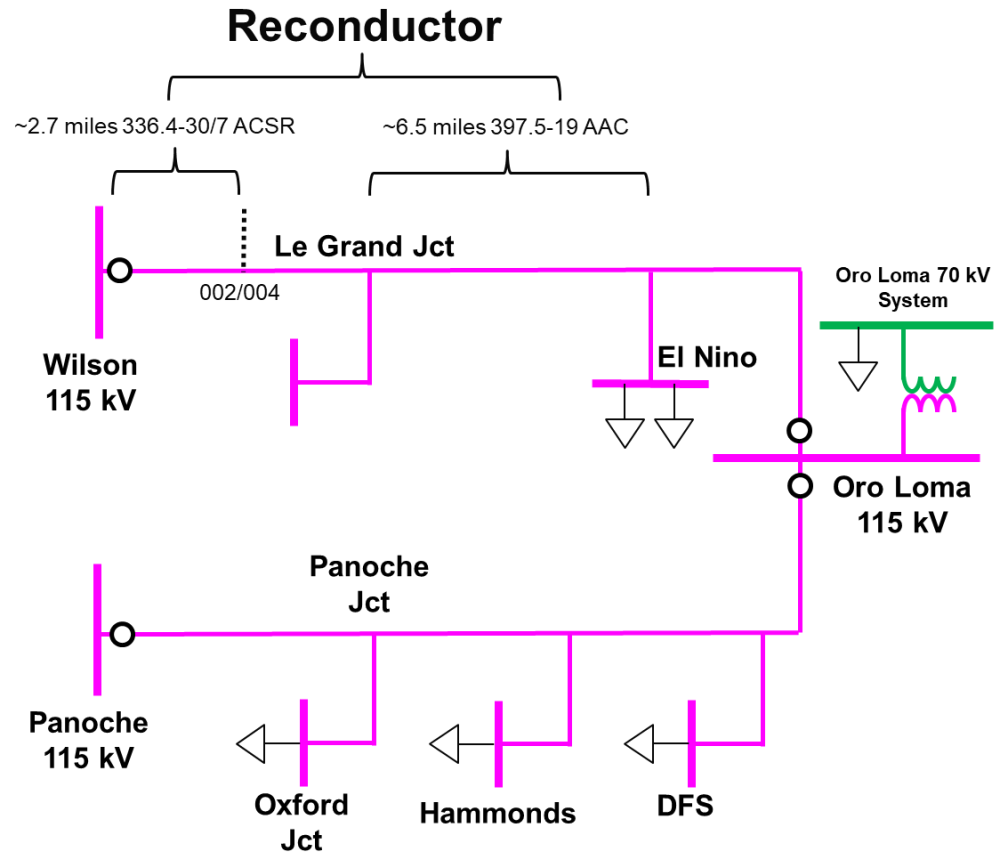 Reconductor
~2.7 miles 336.4-30/7 ACSR
~6.5 miles 397.5-19 AAC
Le Grand Jct
002/004
Oro Loma 70 kV
System
Wilson
115 kV
El Nino
Oro Loma
115 kV
Panoche
Jct
Panoche
115 kV
Oxford
Jct
Hammonds
DFS